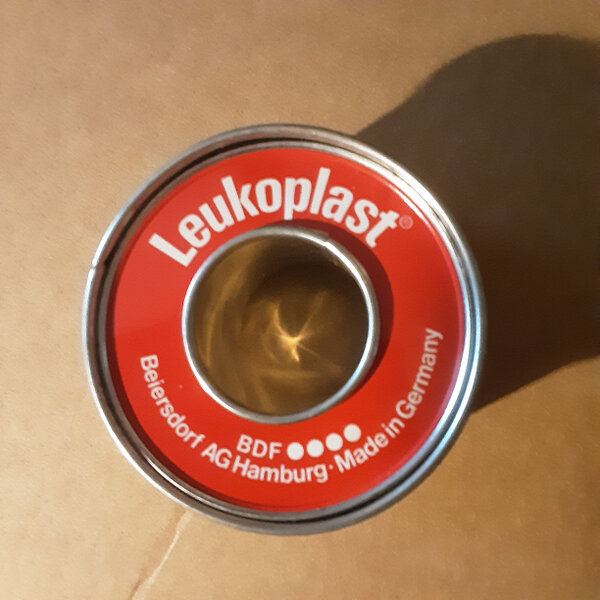 Leukoplast®
BDF ●●●●
Beiersdorf AG Hamburg · Made in Germany